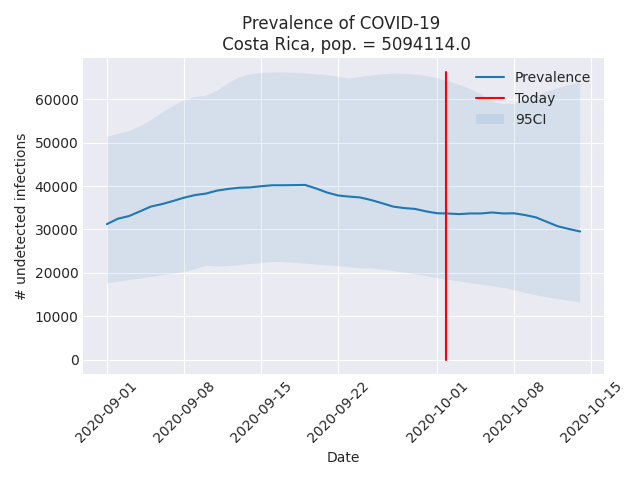 Prevalence of COVID-19
Costa Rica, pop. = 5094114.0
Prevalence
Today
95CI
60000
50000
40000
30000
20000
10000
0
# undetected infections
2020-09-01
2020-09-08
2020-09-15
2020-09-22
2020-10-01
2020-10-08
2020-10-15
Date